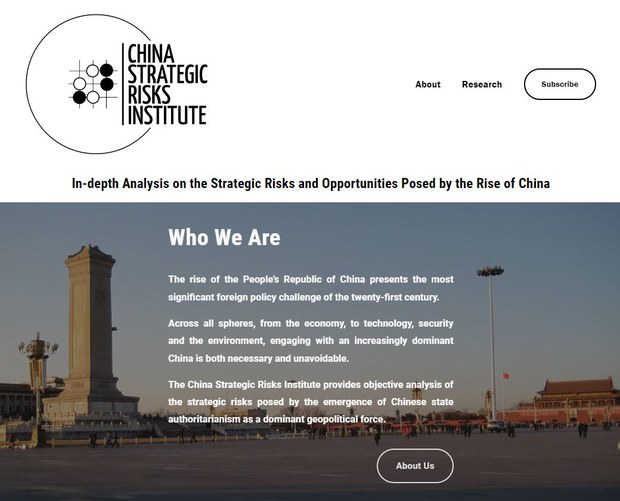 CHINA
STRATEGIC
RISKS
INSTITUTE
About Research Subscribe
In-depth Analysis on the Strategic Risks and Opportunities Posed by the Rise of China
Who We Are
The rise of the People's Republic of China presents the most
significant foreign policy challenge of the twenty-first century.
Across all spheres, from the economy, to technology, security
and the environment, engaging with an increasingly dominant
China is both necessary and unavoidable.
The China Strategic Risks Institute provides objective analysis of
the strategic risks posed by the emergence of Chinese state
authoritarianism as a dominant geopolitical force.
About Us